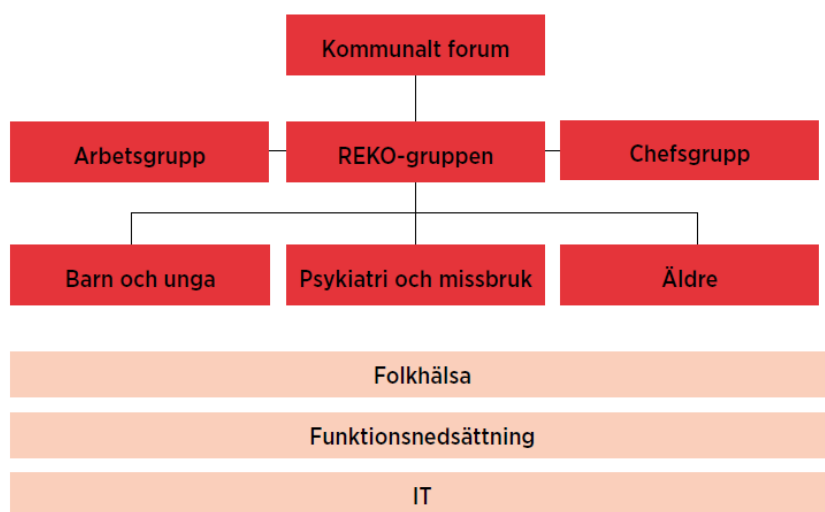 Kommunalt forum
Arbetsgrupp
REKO-gruppen
Chefsgrupp
Barn och unga
Psykiatri och missbruk
Äldre
Folkhälsa
Funktionsnedsättning
IT